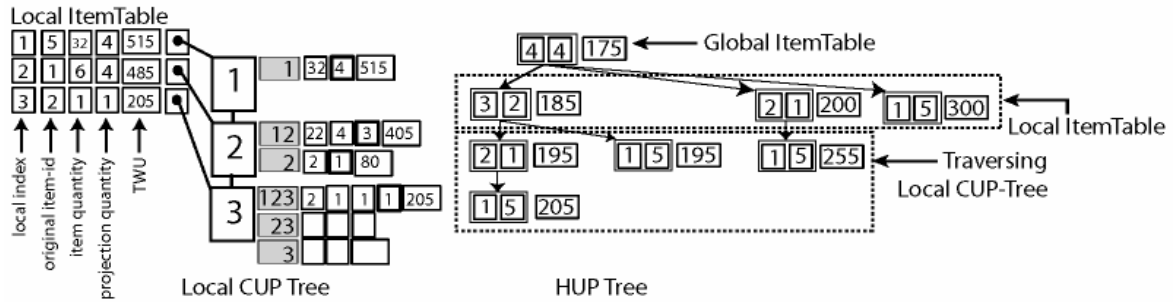 Local ItemTable
1 5 32 4 515
2 1 6 4 485
3 2 1 1 205
local index
original item-id
item quantity
projection quantity
TWU
1
1 32 4 515
2
12 22 4 3 405
2 2 1 80
3
123 2 1 1 1 205
23
3
Local CUP Tree
4 4 175
Global ItemTable
3 2 185
2 1 200
1 5 300
Local ItemTable
2 1 195
1 5 195
1 5 255
Traversing
Local CUP-Tree
1 5 205
HUP Tree